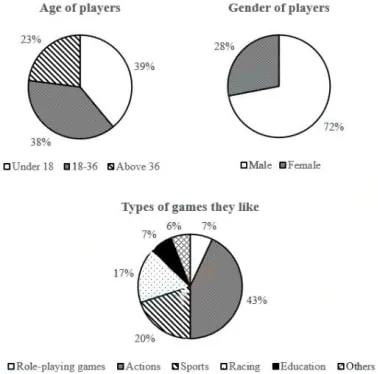 Age of players
Gender of players
23%
39%
38%
28%
72%
Under 18 18-36 Above 36
Male Female
Types of games they like
7%
6%
7%
17%
43%
20%
Role-playing games Actions Sports Racing Education Others